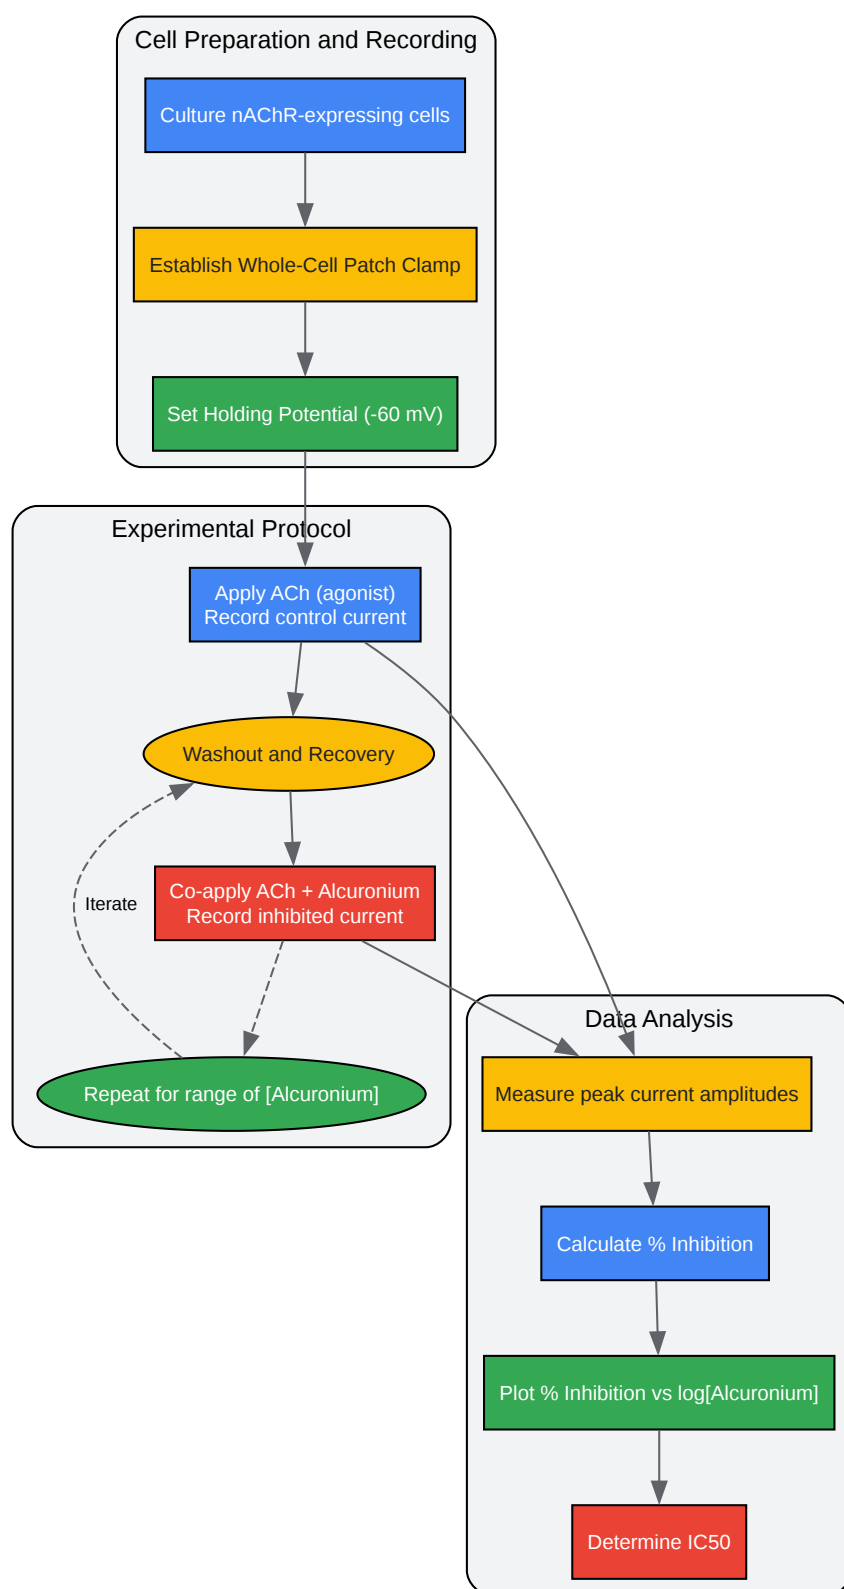 Cell Preparation and Recording
Culture nAChR-expressing cells
Establish Whole-Cell Patch Clamp
Set Holding Potential (-60 mV)
Experimental Protocol
Apply ACh (agonist)
Record control current
Washout and Recovery
Co-apply ACh + Alcuronium
Record inhibited current
Iterate
Repeat for range of [Alcuronium]
Data Analysis
Measure peak current amplitudes
Calculate % Inhibition
Plot % Inhibition vs log[Alcuronium]
Determine IC50